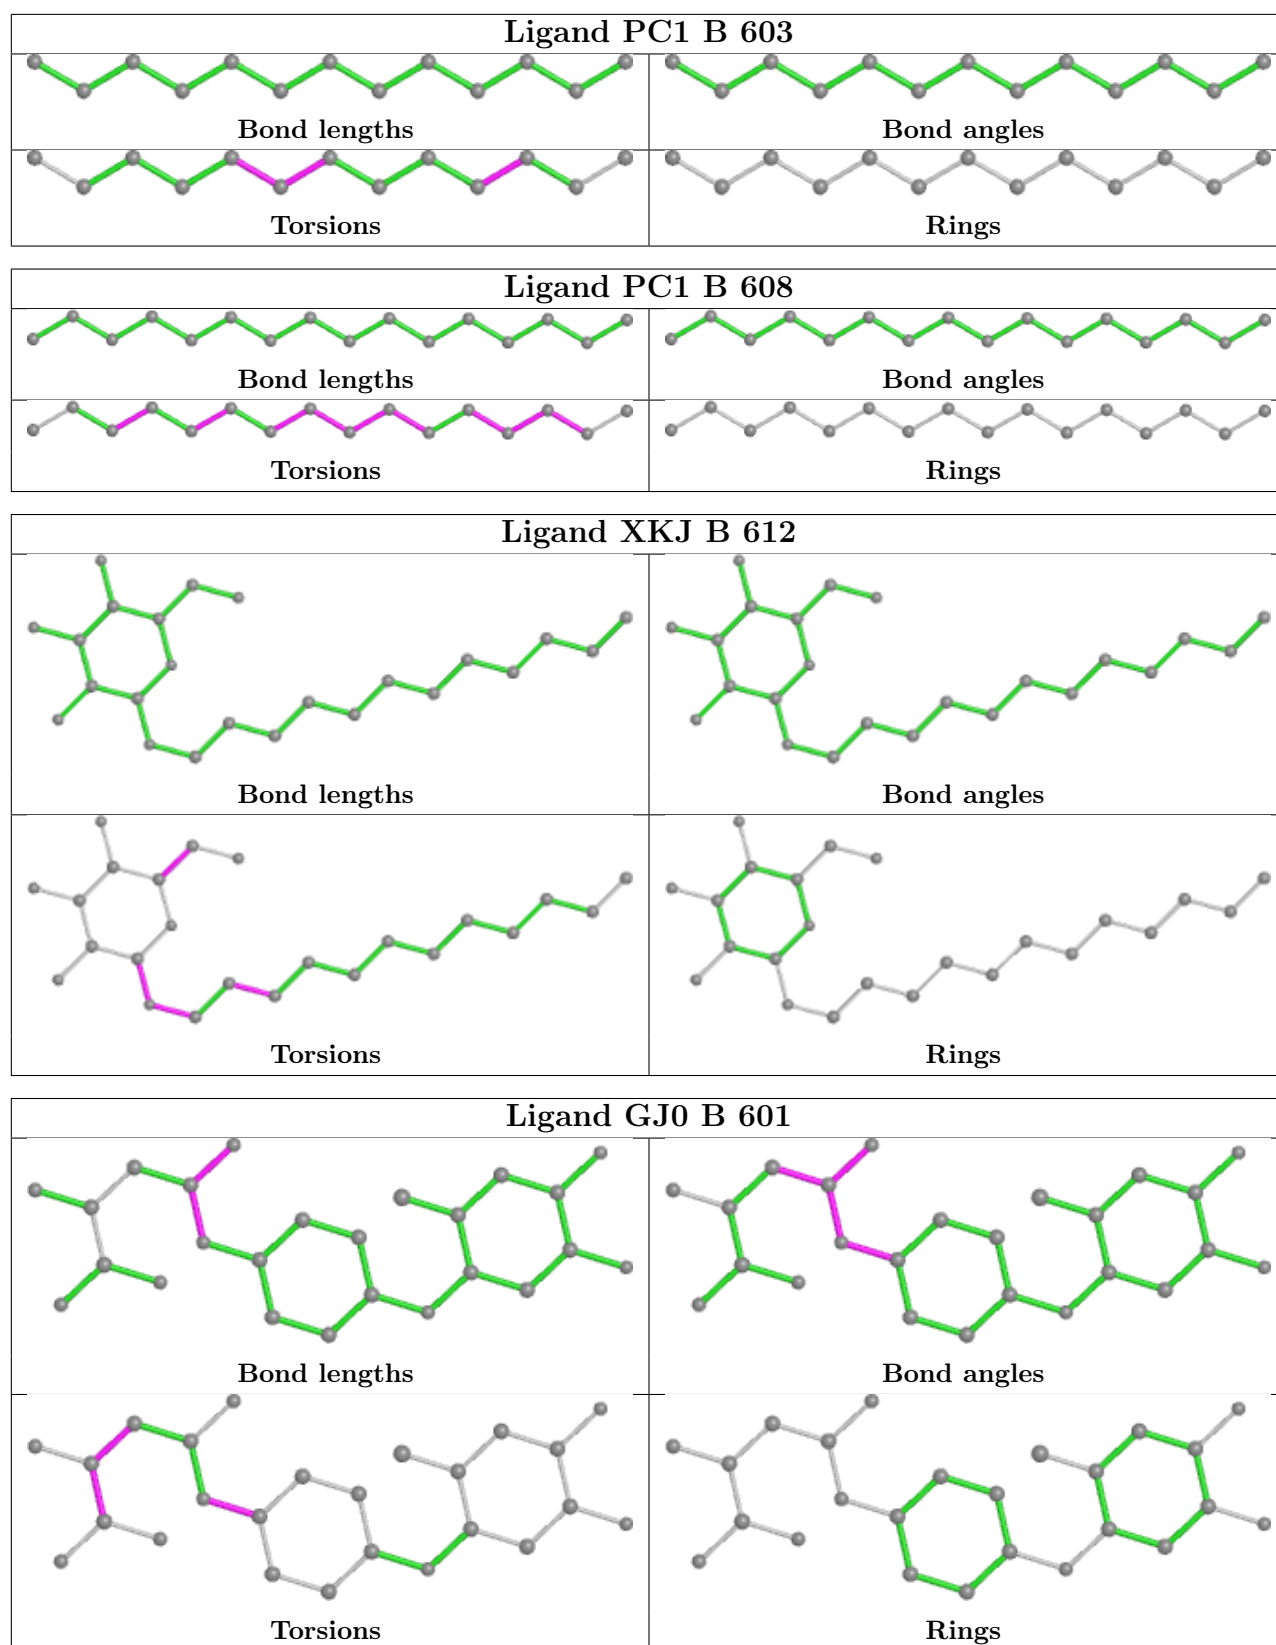 Ligand PC1 B 603
Bond lengths
Bond angles
Torsions
Rings
Ligand PC1 B 608
Bond lengths
Bond angles
Torsions
Rings
Ligand XKJ B 612
Bond lengths
Bond angles
Torsions
Rings
Ligand GJ0 B 601
Bond lengths
Bond angles
Torsions
Rings